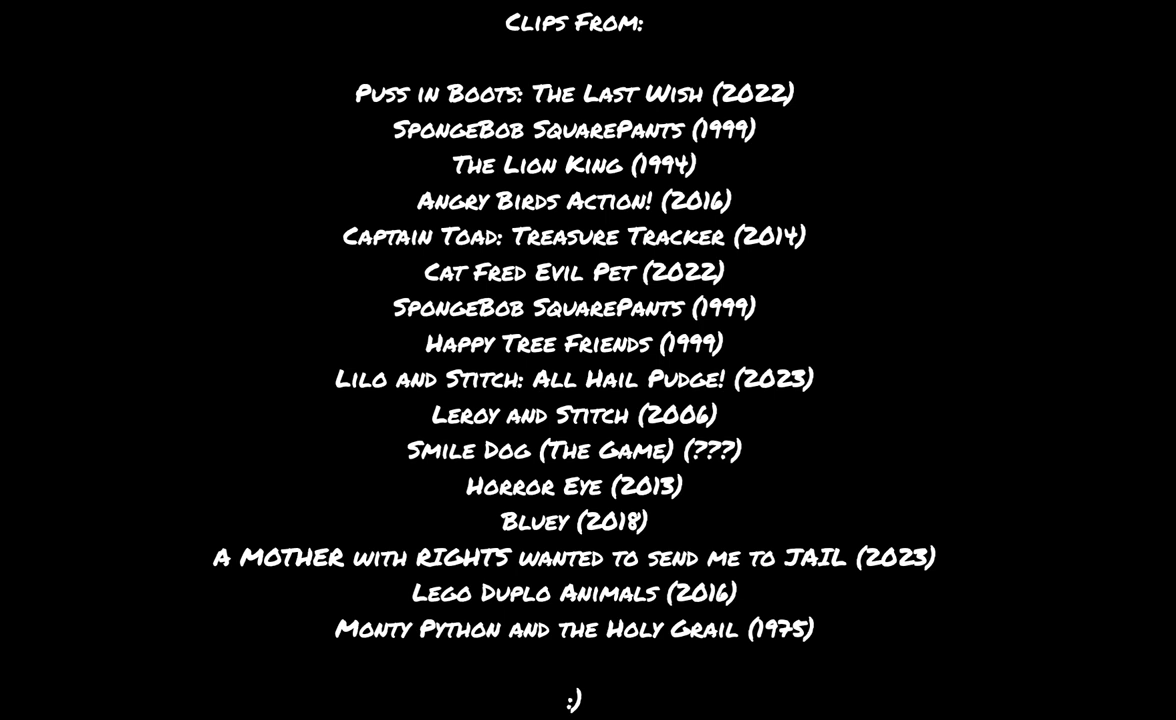 Clips From:
Puss in Boots: The Last Wish (2022)
SpongeBob SquarePants (1999)
The Lion King (1994)
Angry Birds Action! (2016)
Captain Toad: Treasure Tracker (2014)
Cat Fred Evil Pet (2022)
SpongeBob SquarePants (1999)
Happy Tree Friends (1999)
Lilo and Stitch: All Hail Pudge! (2023)
Leroy and Stitch (2006)
Smile Dog (The Game) (???)
Horror Eye (2013)
Bluey (2018)
A MOTHER with RIGHTS wanted to send me to JAIL (2023)
Lego Duplo Animals (2016)
Monty Python and the Holy Grail (1975)
:)